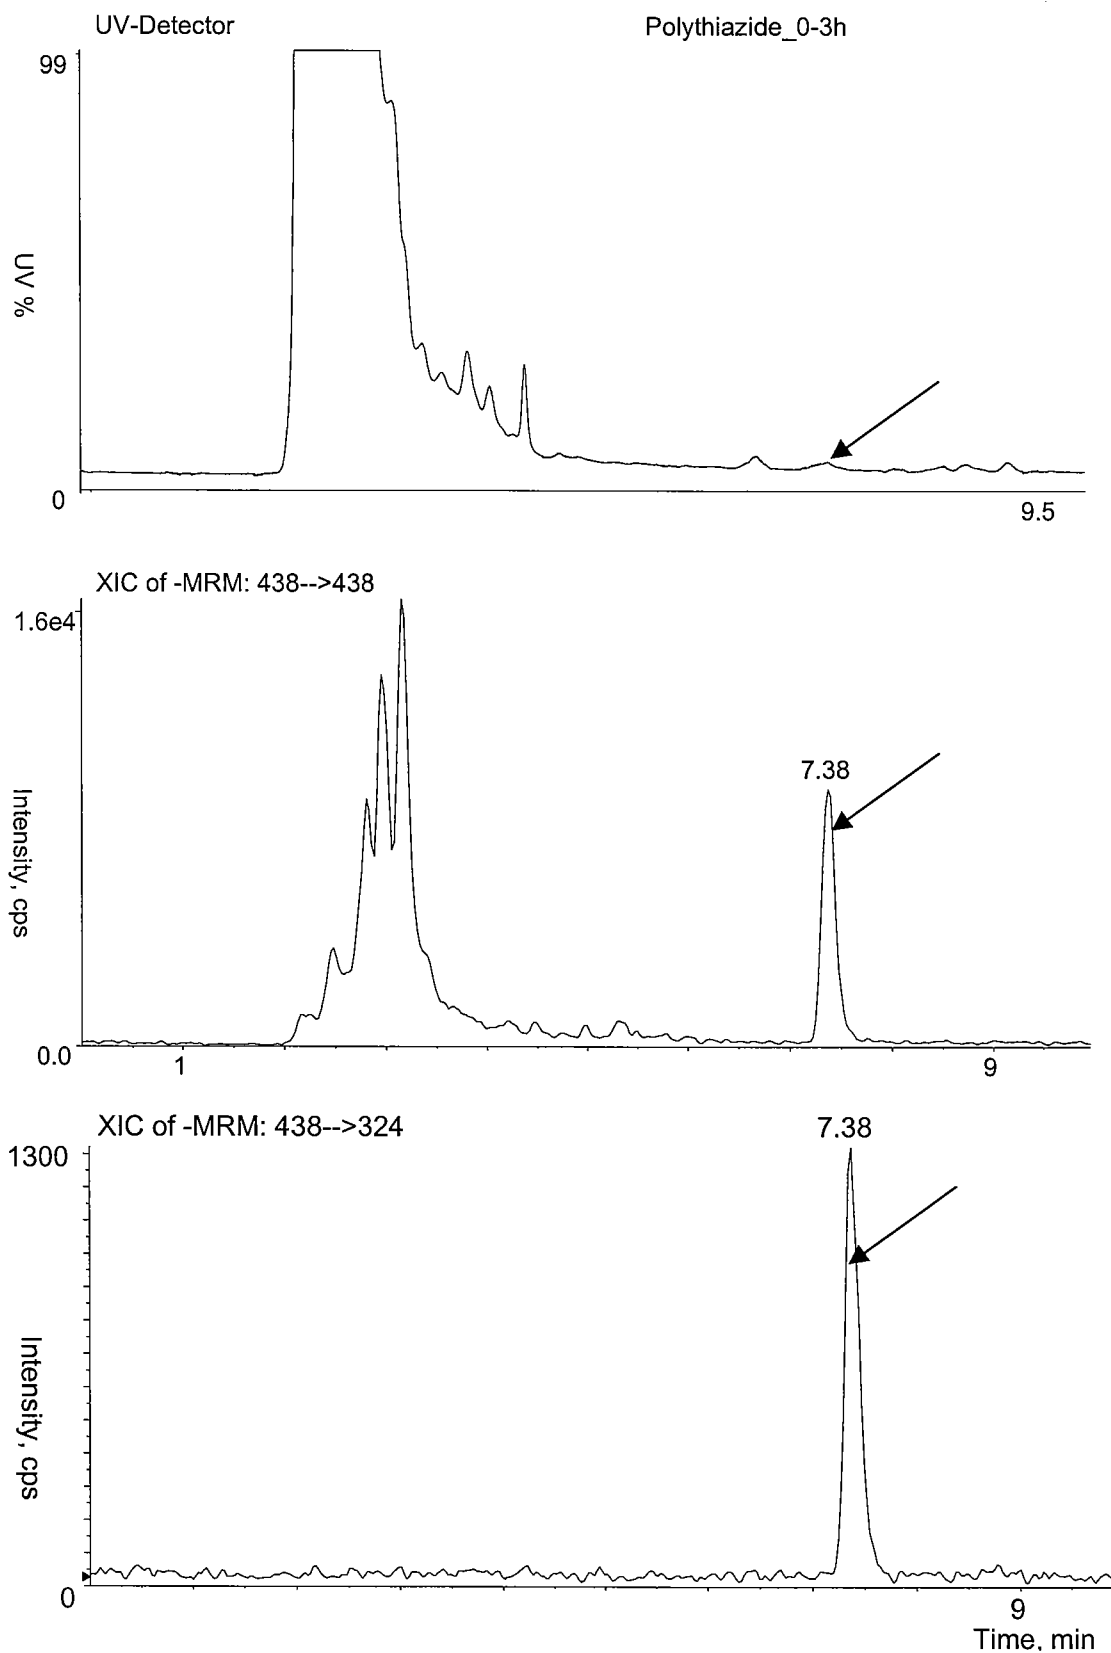 UV-Detector
Polythiazide_0-3h
99
UV %
0
9.5
XIC of -MRM: 438-->438
1.6e4
7.38
Intensity, cps
0.0
1
9
XIC of -MRM: 438-->324
7.38
1300
Intensity, cps
0
9
Time, min